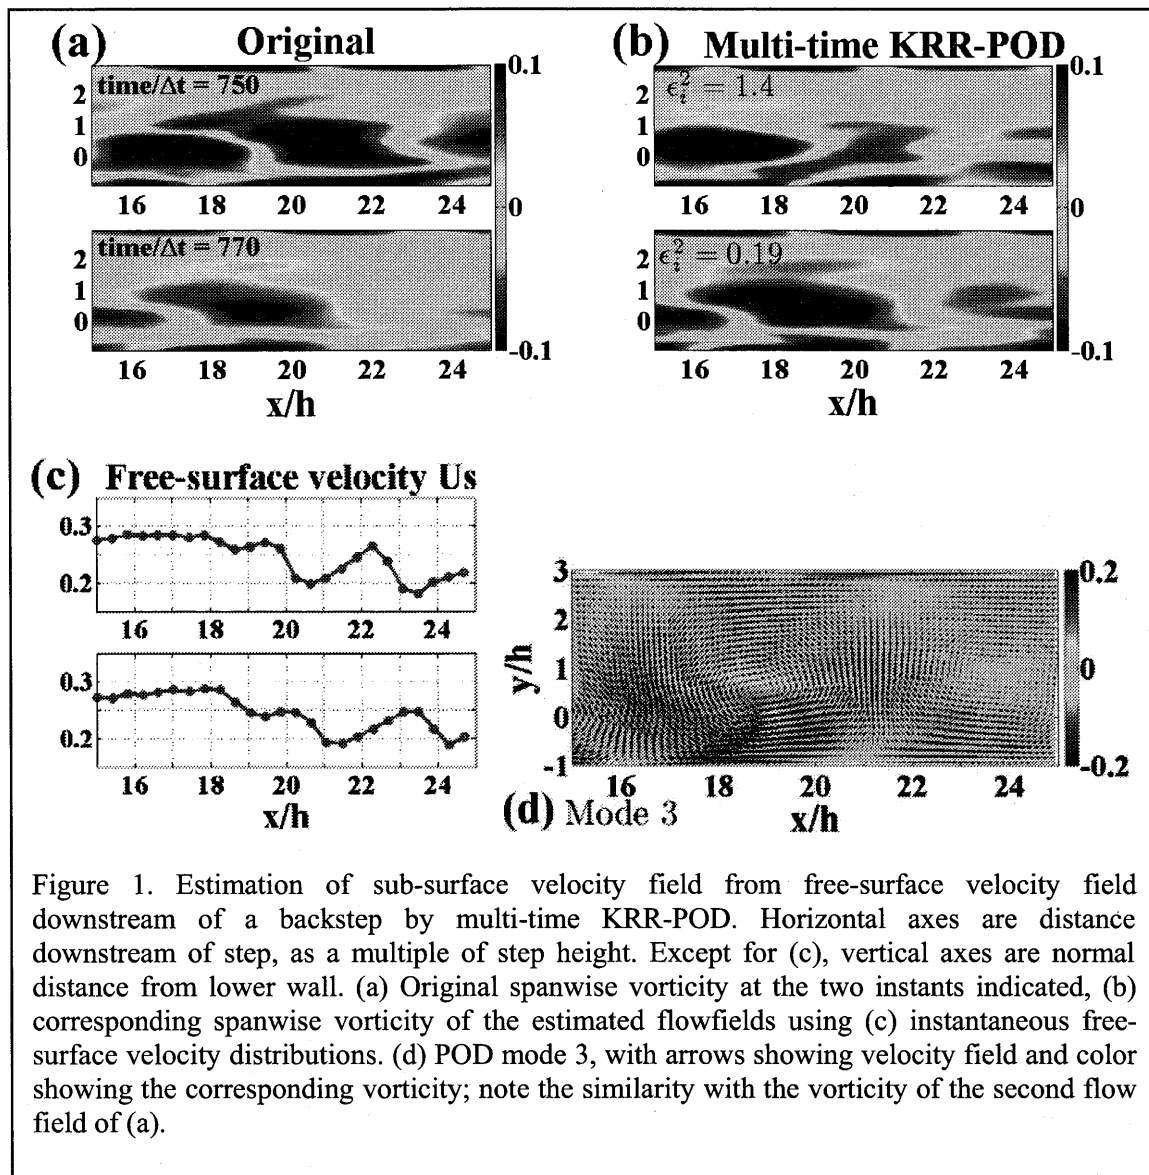 (a) Original
time/Δt = 750
2
1
0
16 18 20 22 24
time/Δt = 770
2
1
0
16 18 20 22 24
x/h
0.1
0
-0.1
(b) Multi-time KRR-POD
ϵ²ᵢ = 1.4
2
1
0
16 18 20 22 24
ϵ²ᵢ = 0.19
2
1
0
16 18 20 22 24
x/h
0.1
0
-0.1
(c) Free-surface velocity Us
0.3
0.2
16 18 20 22 24
0.3
0.2
16 18 20 22 24
x/h
3
2
1
0
-1
y/h
16 18 20 22 24
x/h
0.2
0
-0.2
(d) Mode 3
Figure 1. Estimation of sub-surface velocity field from free-surface velocity field
downstream of a backstep by multi-time KRR-POD. Horizontal axes are distance
downstream of step, as a multiple of step height. Except for (c), vertical axes are normal
distance from lower wall. (a) Original spanwise vorticity at the two instants indicated, (b)
corresponding spanwise vorticity of the estimated flowfields using (c) instantaneous free-
surface velocity distributions. (d) POD mode 3, with arrows showing velocity field and color
showing the corresponding vorticity; note the similarity with the vorticity of the second flow
field of (a).